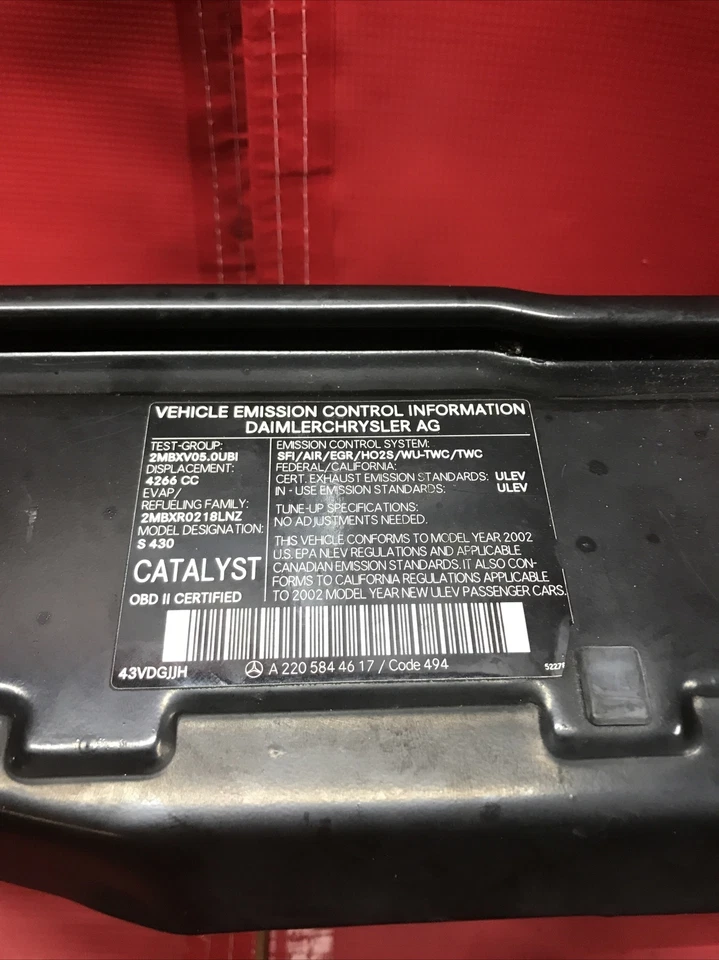 VEHICLE EMISSION CONTROL INFORMATION
DAIMLERCHRYSLER AG
TEST-GROUP:
2MBXV05.0UBI
DISPLACEMENT:
4266 CC
EVAP/
REFUELING FAMILY:
2MBXR0218LNZ
MODEL DESIGNATION:
S 430
CATALYST
OBD II CERTIFIED
EMISSION CONTROL SYSTEM:
SFI/AIR/EGR/HO2S/WU-TWC/TWC
FEDERAL/CALIFORNIA:
CERT. EXHAUST EMISSION STANDARDS: ULEV
IN - USE EMISSION STANDARDS: ULEV
TUNE-UP SPECIFICATIONS:
NO ADJUSTMENTS NEEDED.
THIS VEHICLE CONFORMS TO MODEL YEAR 2002
U.S. EPA NLEV REGULATIONS AND APPLICABLE
CANADIAN EMISSION STANDARDS. IT ALSO CON-
FORMS TO CALIFORNIA REGULATIONS APPLICABLE
TO 2002 MODEL YEAR NEW ULEV PASSENGER CARS.
43VDGJJH
A 220 584 46 17 / Code 494